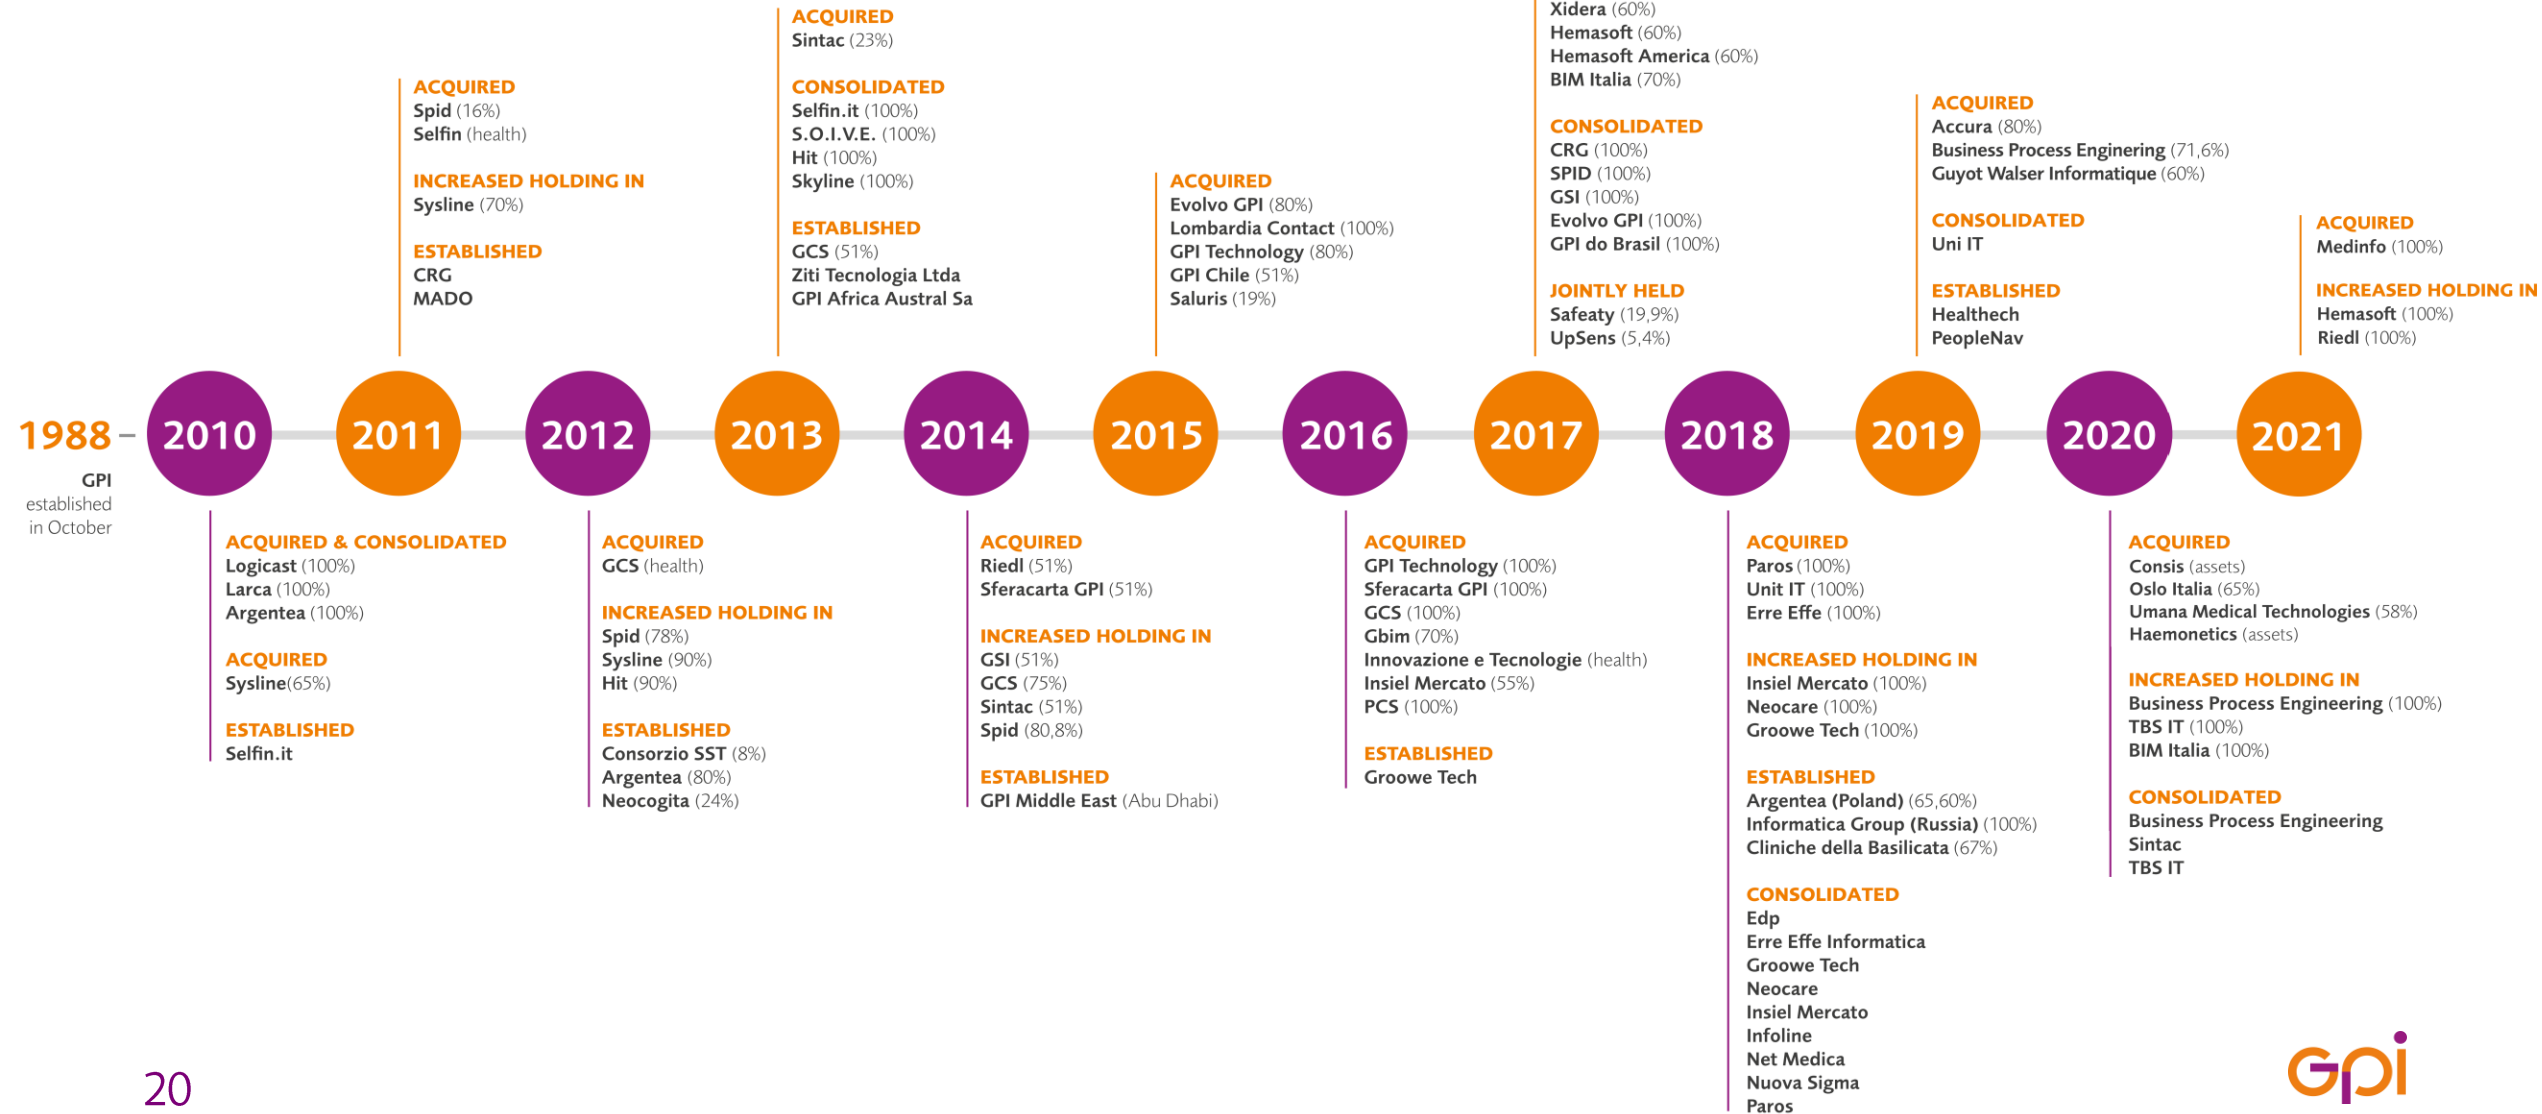 1988
GPI
established
in October
2010
ACQUIRED & CONSOLIDATED
Logicast (100%)
Larca (100%)
Argentea (100%)
ACQUIRED
Sysline(65%)
ESTABLISHED
Selfin.it
2011
ACQUIRED
Spid (16%)
Selfin (health)
INCREASED HOLDING IN
Sysline (70%)
ESTABLISHED
CRG
MADO
2012
ACQUIRED
GCS (health)
INCREASED HOLDING IN
Spid (78%)
Sysline (90%)
Hit (90%)
ESTABLISHED
Consorzio SST (8%)
Argentea (80%)
Neocogita (24%)
2013
ACQUIRED
Sintac (23%)
CONSOLIDATED
Selfin.it (100%)
S.O.I.V.E. (100%)
Hit (100%)
Skyline (100%)
ESTABLISHED
GCS (51%)
Ziti Tecnologia Ltda
GPI Africa Austral Sa
2014
ACQUIRED
Riedl (51%)
Sferacarta GPI (51%)
INCREASED HOLDING IN
GSI (51%)
GCS (75%)
Sintac (51%)
Spid (80,8%)
ESTABLISHED
GPI Middle East (Abu Dhabi)
2015
ACQUIRED
Evolvo GPI (80%)
Lombardia Contact (100%)
GPI Technology (80%)
GPI Chile (51%)
Saluris (19%)
2016
ACQUIRED
GPI Technology (100%)
Sferacarta GPI (100%)
GCS (100%)
Gbim (70%)
Innovazione e Tecnologie (health)
Insiel Mercato (55%)
PCS (100%)
ESTABLISHED
Groowe Tech
2017
Xidera (60%)
Hemasoft (60%)
Hemasoft America (60%)
BIM Italia (70%)
CONSOLIDATED
CRG (100%)
SPID (100%)
GSI (100%)
Evolvo GPI (100%)
GPI do Brasil (100%)
JOINTLY HELD
Safeaty (19,9%)
UpSens (5,4%)
2018
ACQUIRED
Paros (100%)
Unit IT (100%)
Erre Effe (100%)
INCREASED HOLDING IN
Insiel Mercato (100%)
Neocare (100%)
Groowe Tech (100%)
ESTABLISHED
Argentea (Poland) (65,60%)
Informatica Group (Russia) (100%)
Cliniche della Basilicata (67%)
CONSOLIDATED
Edp
Erre Effe Informatica
Groowe Tech
Neocare
Insiel Mercato
Infoline
Net Medica
Nuova Sigma
Paros
2019
ACQUIRED
Accura (80%)
Business Process Enginering (71,6%)
Guyot Walser Informatique (60%)
CONSOLIDATED
Uni IT
ESTABLISHED
Healthech
PeopleNav
2020
ACQUIRED
Consis (assets)
Oslo Italia (65%)
Umana Medical Technologies (58%)
Haemonetics (assets)
INCREASED HOLDING IN
Business Process Engineering (100%)
TBS IT (100%)
BIM Italia (100%)
CONSOLIDATED
Business Process Engineering
Sintac
TBS IT
2021
ACQUIRED
Medinfo (100%)
INCREASED HOLDING IN
Hemasoft (100%)
Riedl (100%)
20
Gpi